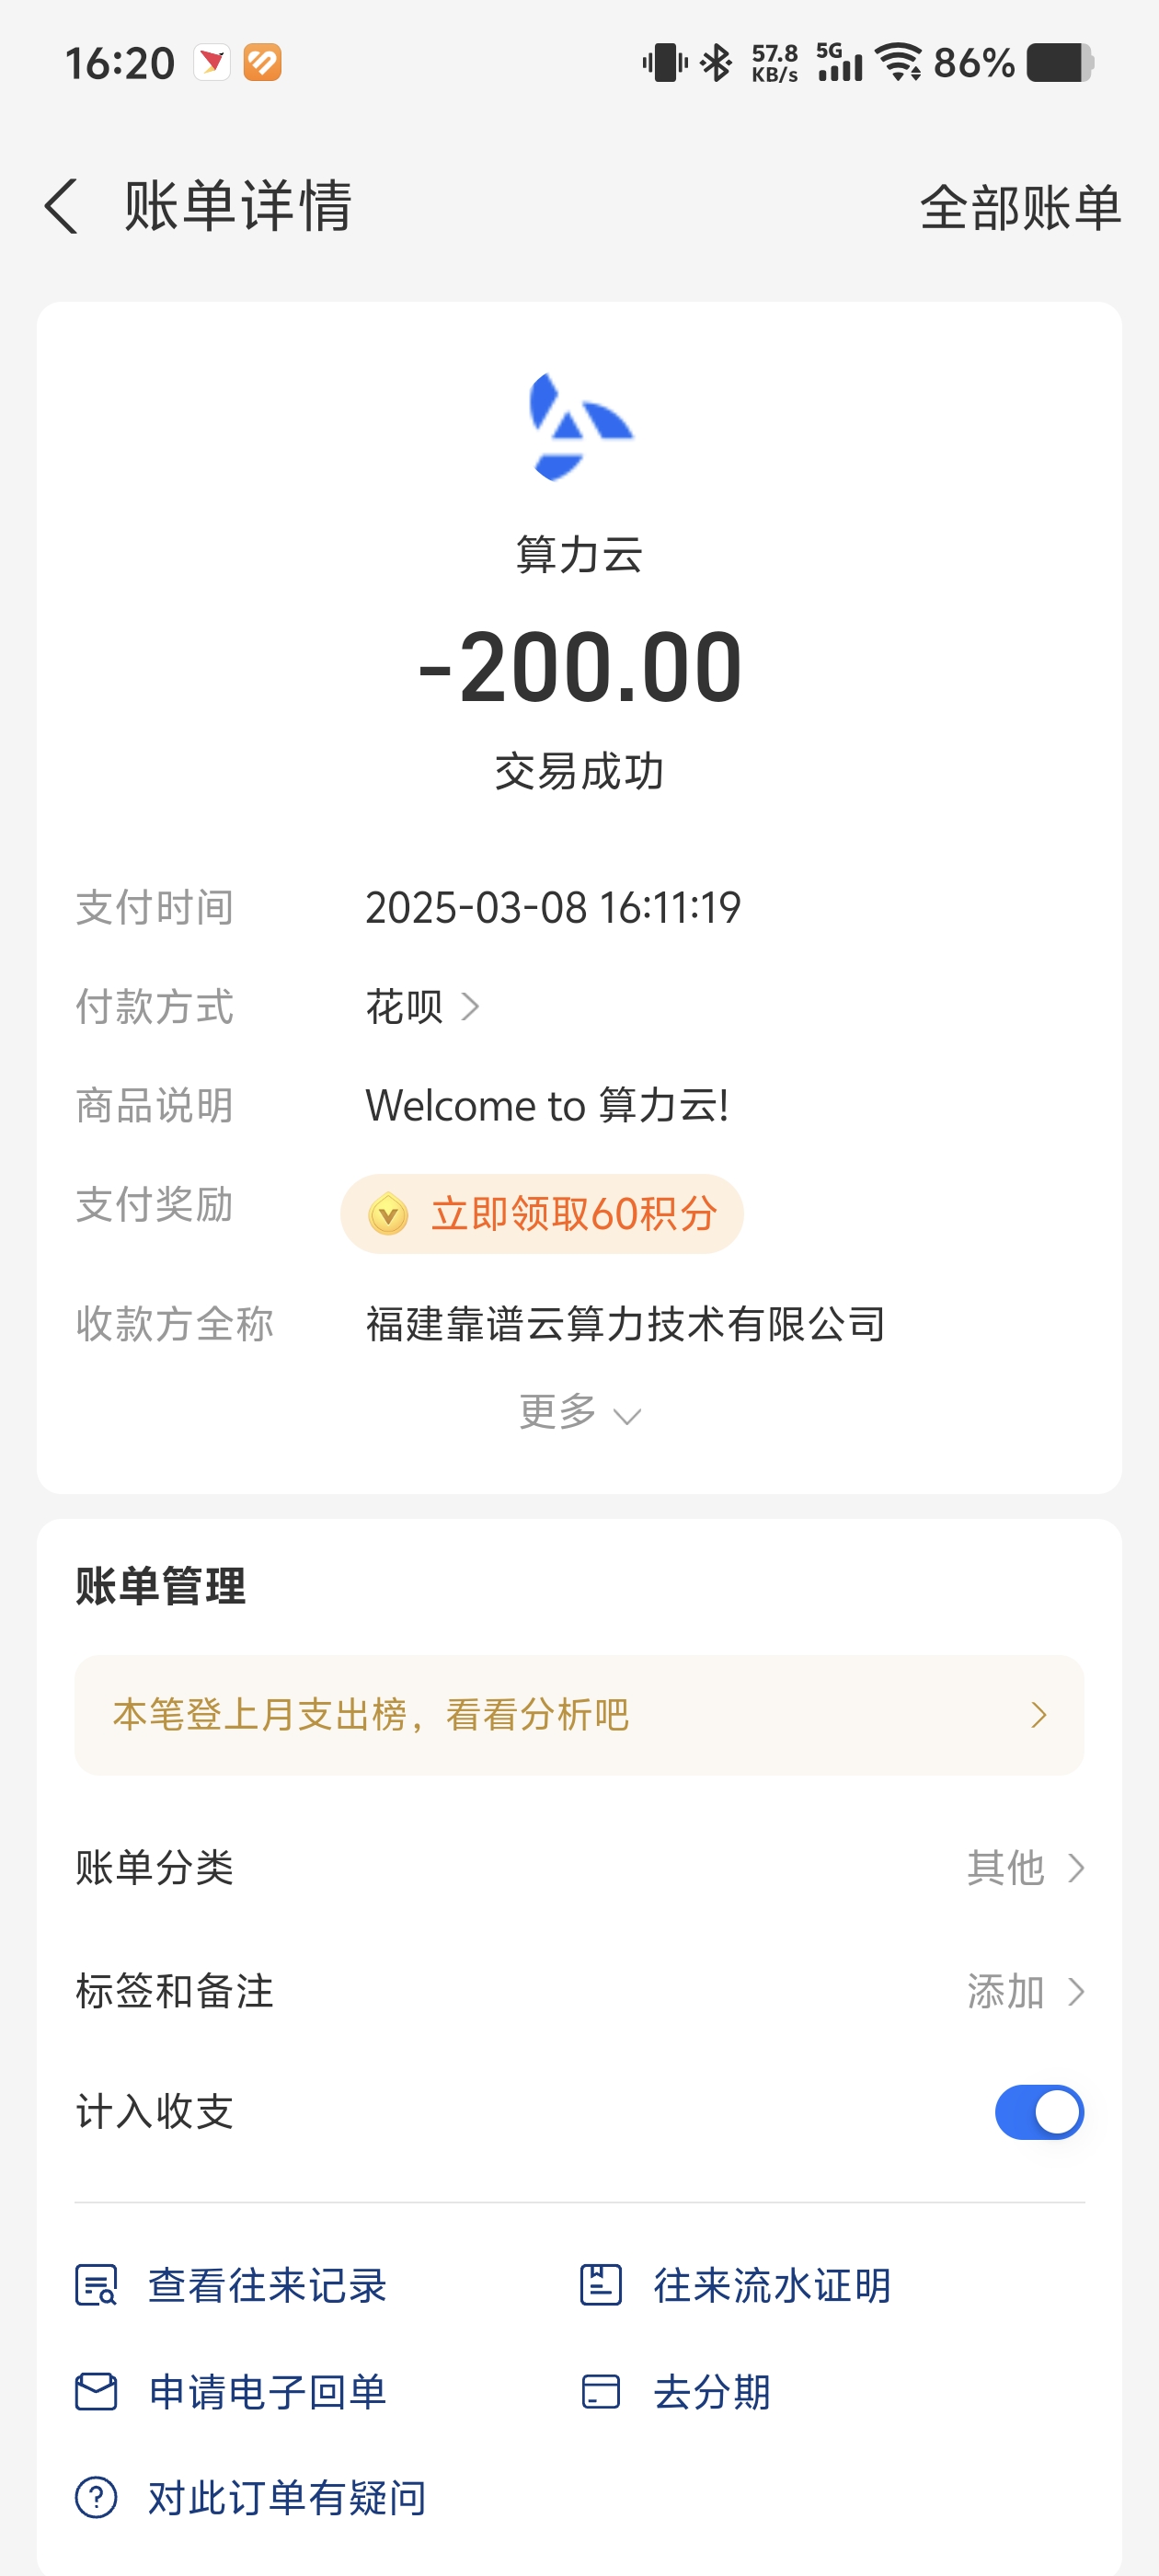 16:20 57.8 KB/s 5G 86%
账单详情 全部账单
算力云
-200.00
交易成功
支付时间 2025-03-08 16:11:19
付款方式 花呗
商品说明 Welcome to 算力云!
支付奖励 立即领取60积分
收款方全称 福建靠谱云算力技术有限公司
更多
账单管理
本笔登上月支出榜，看看分析吧
账单分类 其他
标签和备注 添加
计入收支
查看往来记录 往来流水证明
申请电子回单 去分期
对此订单有疑问